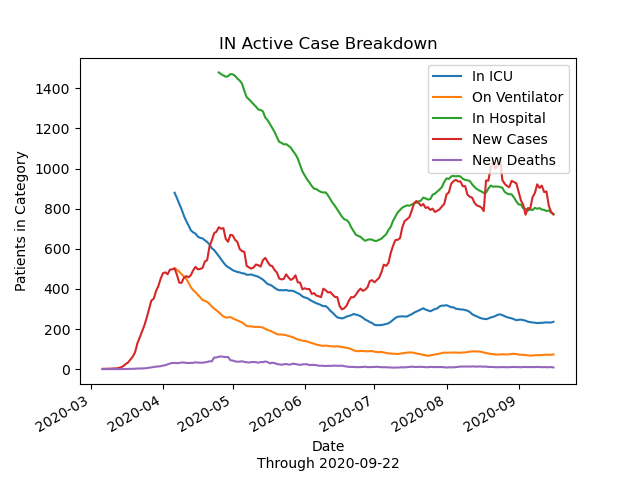 IN Active Case Breakdown
Patients in Category
1400
1200
1000
800
600
400
200
0
In ICU
On Ventilator
In Hospital
New Cases
New Deaths
2020-03
2020-04
2020-05
2020-06
2020-07
2020-08
2020-09
Date
Through 2020-09-22